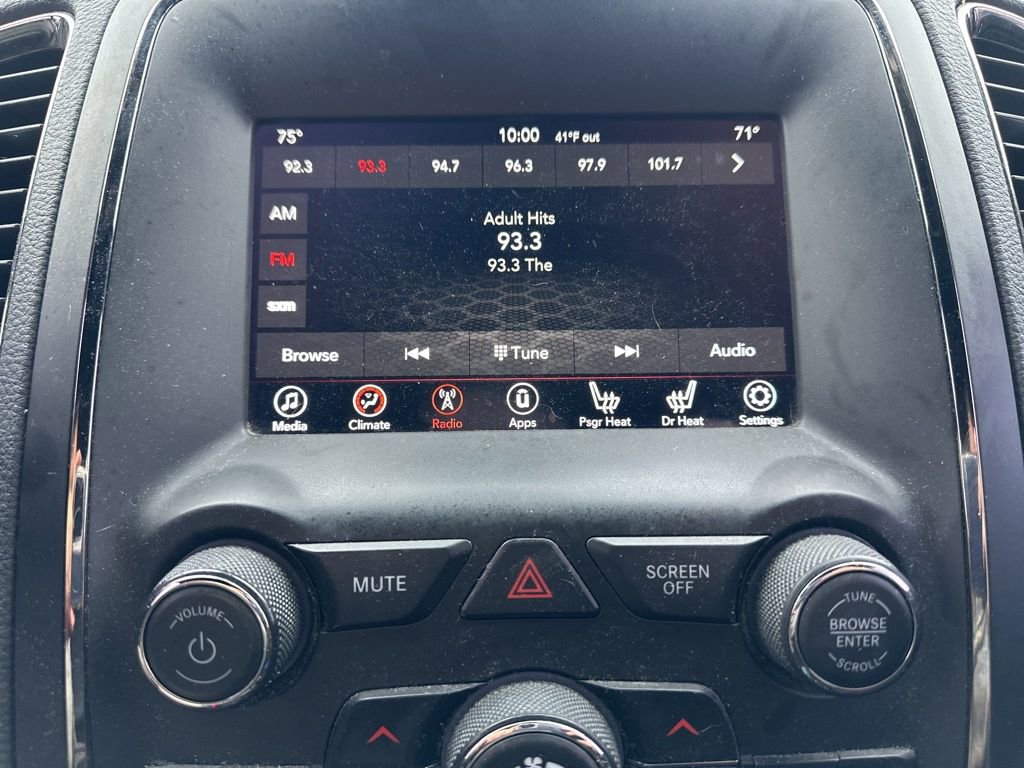 75° 10:00 41°F out 71°
92.3 93.3 94.7 96.3 97.9 101.7
AM
FM
sxm
Adult Hits
93.3
93.3 The
Browse Tune Audio
Media Climate Radio Apps Psgr Heat Dr Heat Settings
VOLUME
MUTE
SCREEN
OFF
TUNE
BROWSE
ENTER
SCROLL